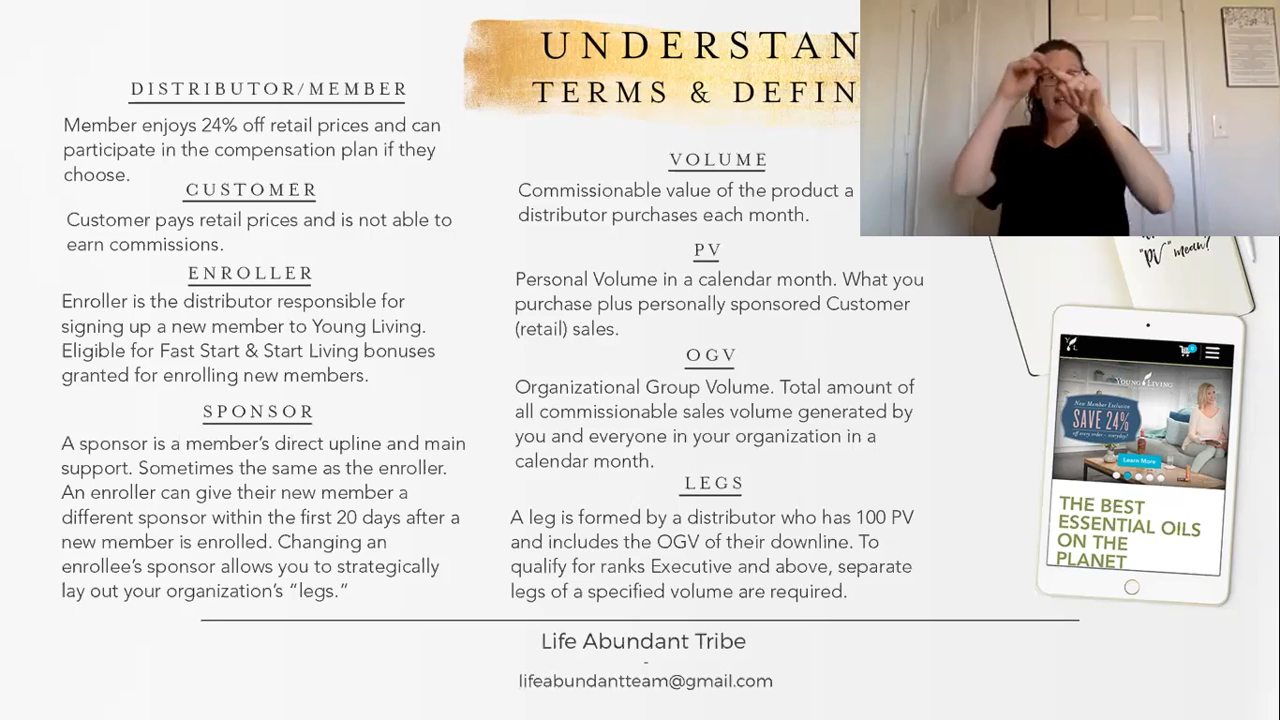 UNDERSTAN
TERMS & DEFIN
DISTRIBUTOR/MEMBER
Member enjoys 24% off retail prices and can
participate in the compensation plan if they
choose.
CUSTOMER
Customer pays retail prices and is not able to
earn commissions.
ENROLLER
Enroller is the distributor responsible for
signing up a new member to Young Living.
Eligible for Fast Start & Start Living bonuses
granted for enrolling new members.
SPONSOR
A sponsor is a member's direct upline and main
support. Sometimes the same as the enroller.
An enroller can give their new member a
different sponsor within the first 20 days after a
new member is enrolled. Changing an
enrollee's sponsor allows you to strategically
lay out your organization's "legs."
VOLUME
Commissionable value of the product a
distributor purchases each month.
PV
Personal Volume in a calendar month. What you
purchase plus personally sponsored Customer
(retail) sales.
OGV
Organizational Group Volume. Total amount of
all commissionable sales volume generated by
you and everyone in your organization in a
calendar month.
LEGS
A leg is formed by a distributor who has 100 PV
and includes the OGV of their downline. To
qualify for ranks Executive and above, separate
legs of a specified volume are required.
"PV" mean?
YOUNG LIVING
New Member Exclusive
SAVE 24%
off every order - everyday!
Learn More
THE BEST
ESSENTIAL OILS
ON THE
PLANET
Life Abundant Tribe
-
lifeabundantteam@gmail.com